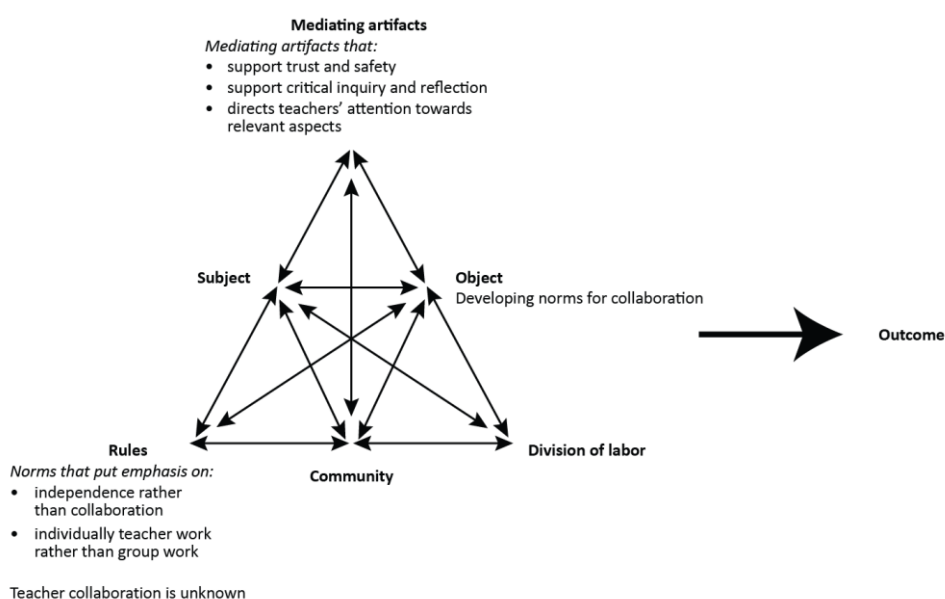 Mediating artifacts
Mediating artifacts that:
• support trust and safety
• support critical inquiry and reflection
• directs teachers' attention towards
relevant aspects
Subject
Object
Developing norms for collaboration
Outcome
Rules
Norms that put emphasis on:
• independence rather
than collaboration
• individually teacher work
rather than group work
Teacher collaboration is unknown
Community
Division of labor